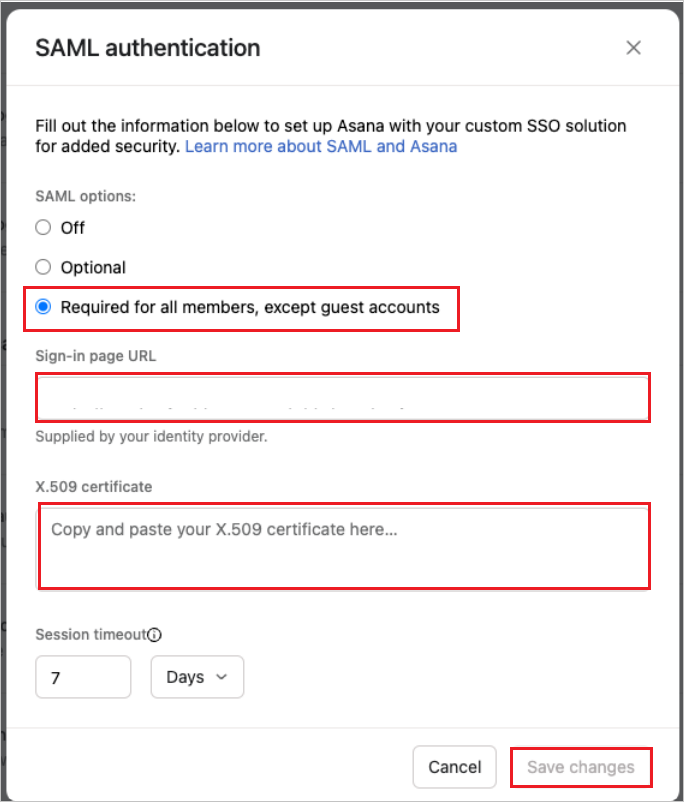 SAML authentication
Fill out the information below to set up Asana with your custom SSO solution
for added security. Learn more about SAML and Asana
SAML options:
Off
Optional
Required for all members, except guest accounts
Sign-in page URL
Supplied by your identity provider.
X.509 certificate
Copy and paste your X.509 certificate here...
Session timeout
7
Days
Cancel
Save changes